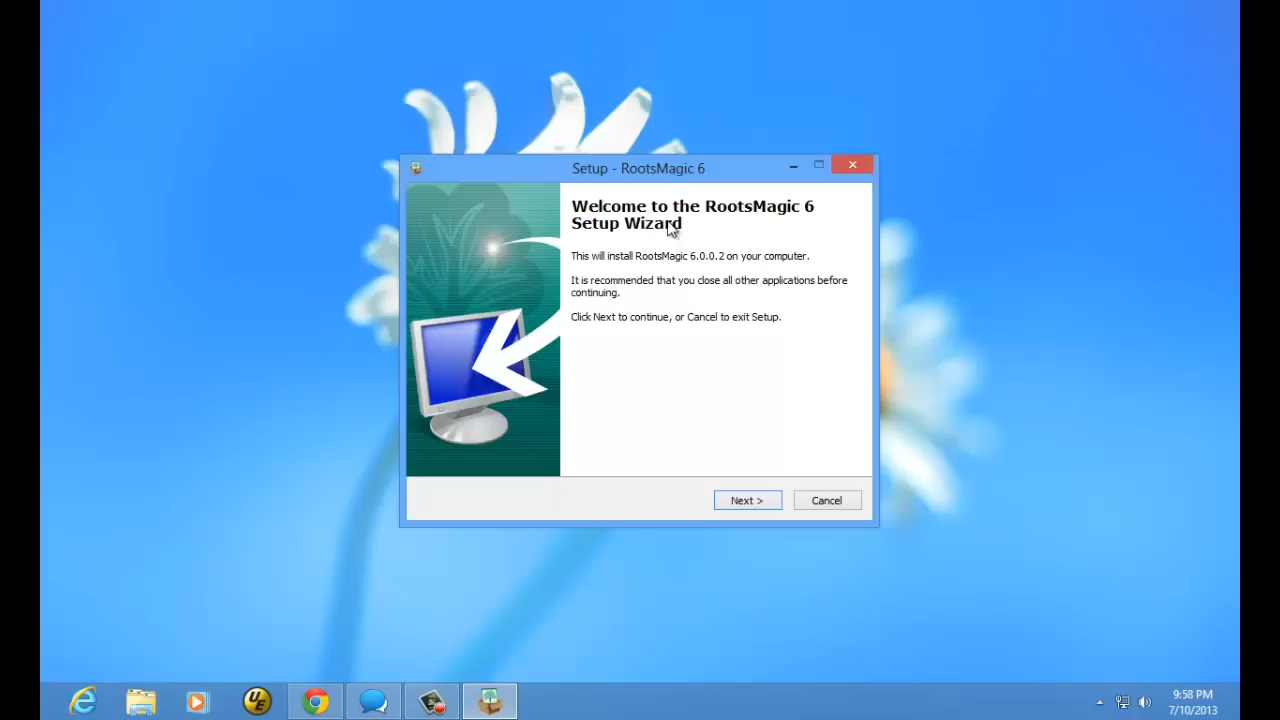 Setup - RootsMagic 6
Welcome to the RootsMagic 6
Setup Wizard
This will install RootsMagic 6.0.0.2 on your computer.
It is recommended that you close all other applications before
continuing.
Click Next to continue, or Cancel to exit Setup.
Next >
Cancel
UE
9:58 PM
7/10/2013